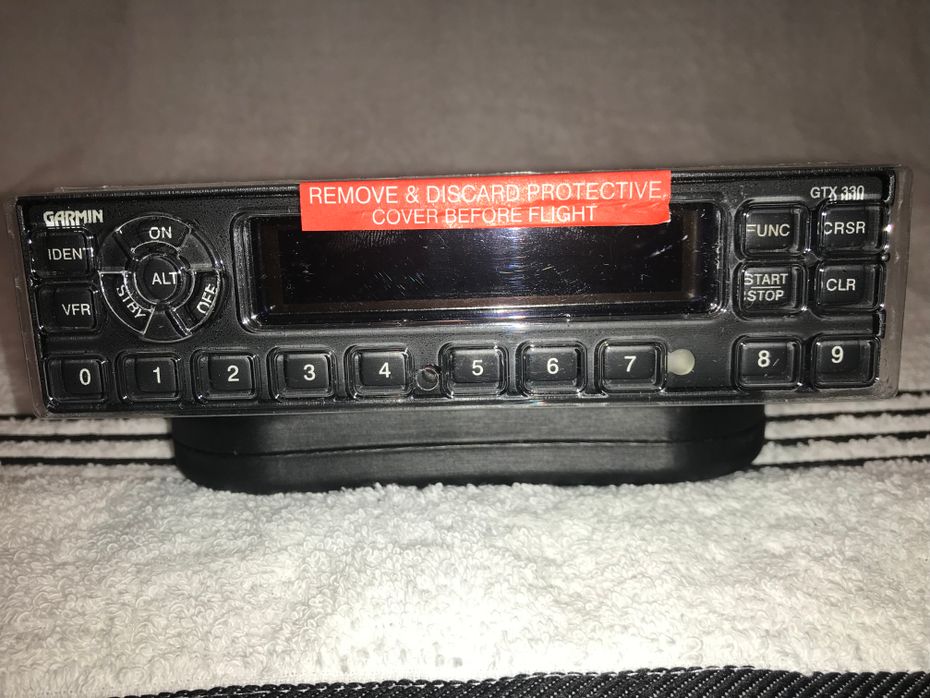 REMOVE & DISCARD PROTECTIVE
COVER BEFORE FLIGHT
GARMIN
GTX 330
IDENT
ON
ALT
STBY
OFF
VFR
FUNC
CRSR
START
STOP
CLR
0 1 2 3 4 5 6 7 8 9